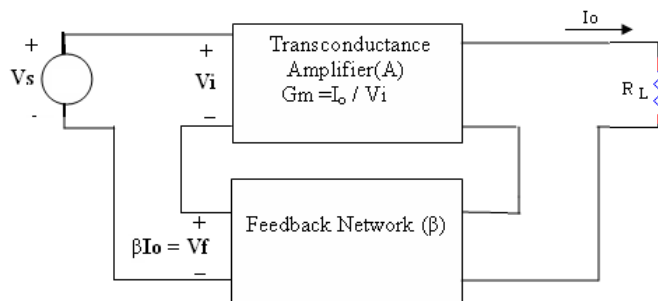 Io
+
Vs
-
+
Vi
−
Transconductance
Amplifier(A)
Gm =Io / Vi
R L
+
βIo = Vf
−
Feedback Network (β)